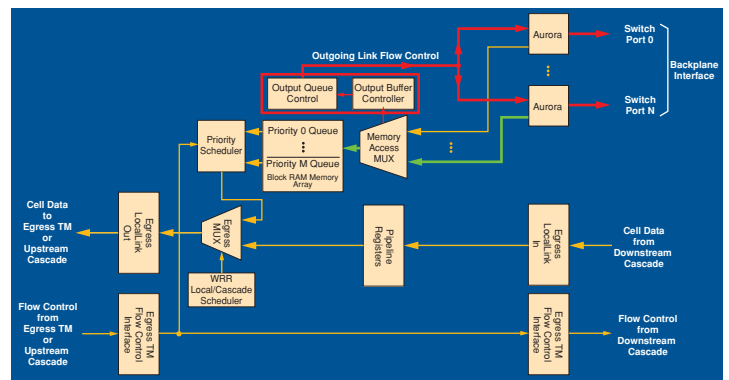 Outgoing Link Flow Control
Aurora
Switch
Port 0
Backplane
Interface
Output Queue
Control
Output Buffer
Controller
Aurora
Switch
Port N
Priority
Scheduler
Priority 0 Queue
Priority M Queue
Block RAM Memory
Array
Memory
Access
MUX
Cell Data
to
Egress TM
or
Upstream
Cascade
Egress
LocalLink
Out
Egress
MUX
WRR
Local/Cascade
Scheduler
Pipeline
Registers
Egress
LocalLink
In
Cell Data
from
Downstream
Cascade
Flow Control
from
Egress TM
or
Upstream
Cascade
Egress TM
Flow Control
Interface
Egress TM
Flow Control
Interface
Flow Control
from
Downstream
Cascade